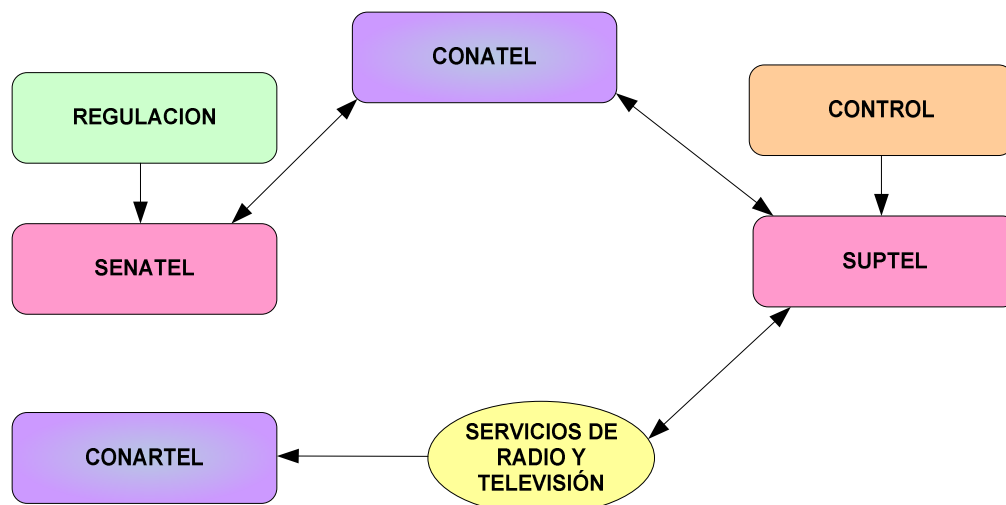 CONATEL
REGULACION
CONTROL
SENATEL
SUPTEL
CONARTEL
SERVICIOS DE
RADIO Y
TELEVISIÓN